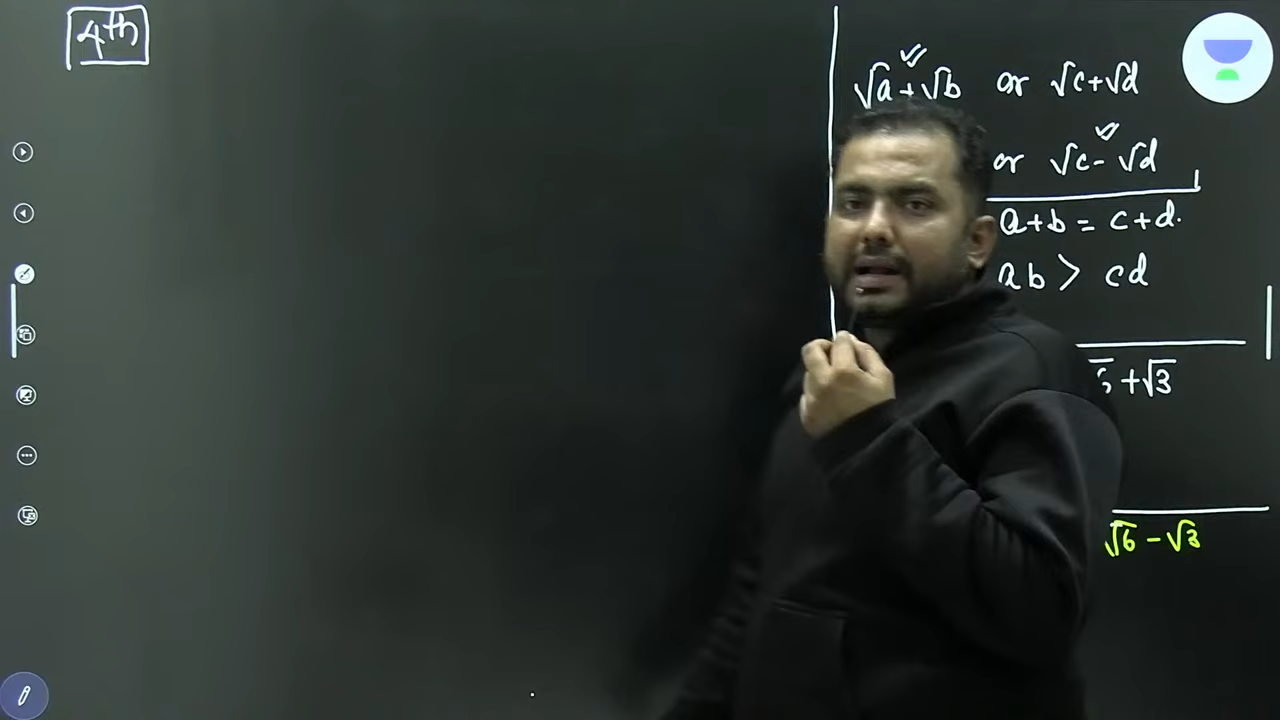 4th
√a + √b or √c+√d
or √c - √d
a+b = c+d.
ab > cd
+√3
√6 - √3